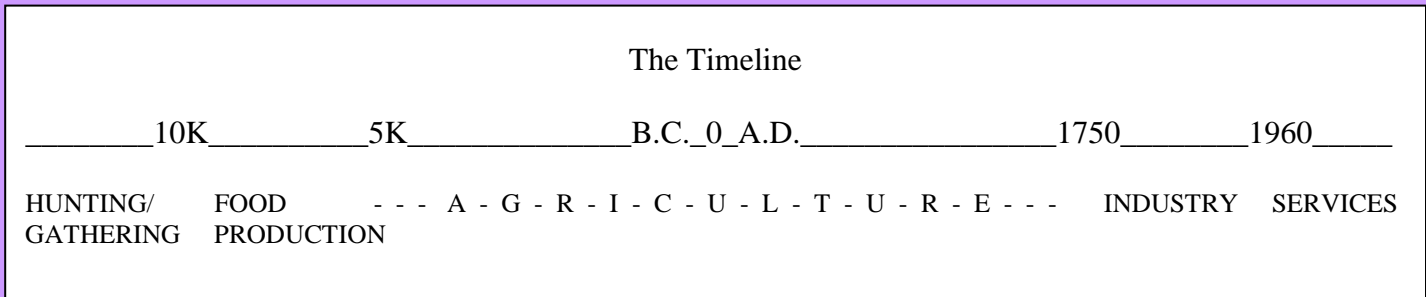 The Timeline
________10K__________5K______________B.C._0_A.D.________________1750________1960_____
HUNTING/ FOOD - - - A - G - R - I - C - U - L - T - U - R - E - - - INDUSTRY SERVICES
GATHERING PRODUCTION